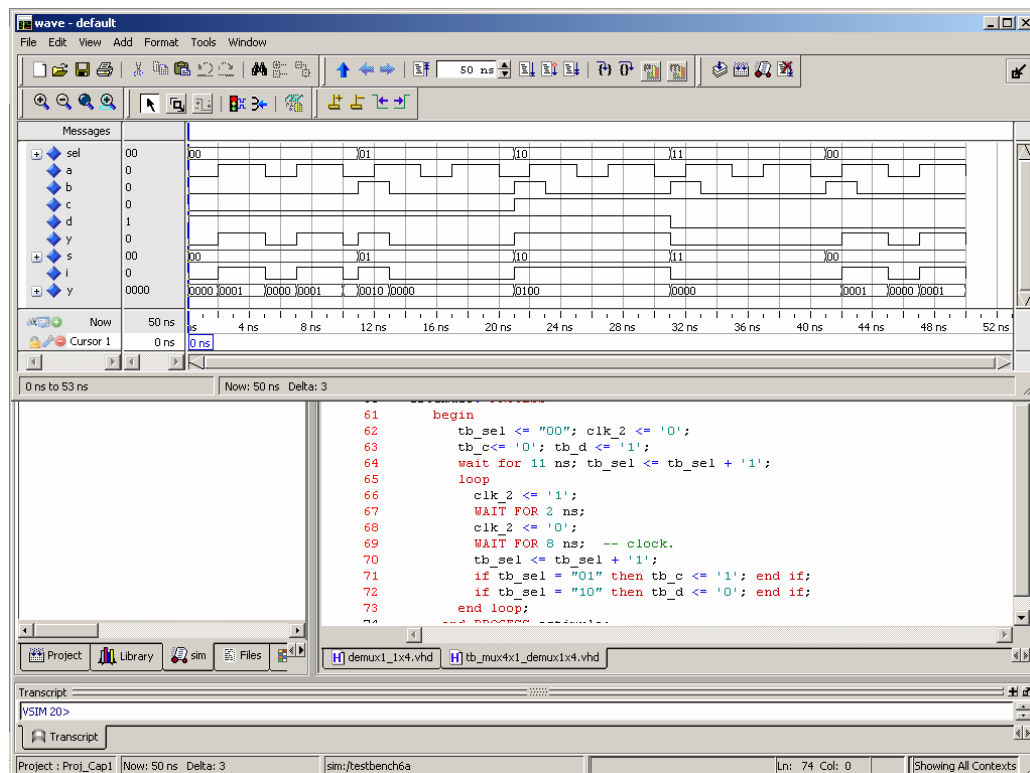 wave - default
File Edit View Add Format Tools Window
50 ns
Messages
sel 00 00 01 10 11 00
a 0
b 0
c 0
d 1
y 0
s 00 00 01 10 11 00
i 0
y 0000 0000 0001 0000 0001 0010 0000 0100 0000 0001 0000 0001
Now 50 ns ns 4 ns 8 ns 12 ns 16 ns 20 ns 24 ns 28 ns 32 ns 36 ns 40 ns 44 ns 48 ns 52 ns
Cursor 1 0 ns 0 ns
0 ns to 53 ns Now: 50 ns Delta: 3
61 begin
62 tb_sel <= "00"; clk_2 <= '0';
63 tb_c<= '0'; tb_d <= '1';
64 wait for 11 ns; tb_sel <= tb_sel + '1';
65 loop
66 clk_2 <= '1';
67 WAIT FOR 2 ns;
68 clk_2 <= '0';
69 WAIT FOR 8 ns; -- clock.
70 tb_sel <= tb_sel + '1';
71 if tb_sel = "01" then tb_c <= '1'; end if;
72 if tb_sel = "10" then tb_d <= '0'; end if;
73 end loop;
Project Library sim Files
demux1_1x4.vhd tb_mux4x1_demux1x4.vhd
Transcript
VSIM 20>
Transcript
Project : Proj_Cap1 Now: 50 ns Delta: 3 sim:/testbench6a Ln: 74 Col: 0 Showing All Contexts